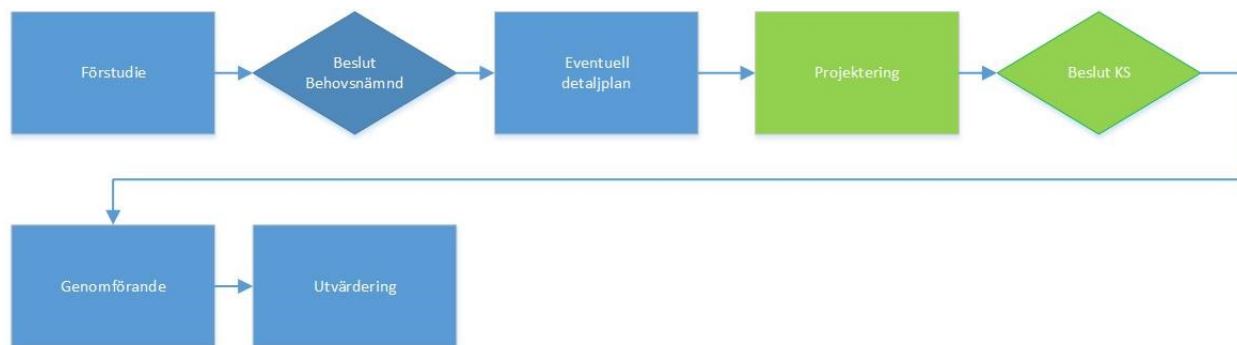 Förstudie
Beslut
Behovsnämnd
Eventuell
detaljplan
Projektering
Beslut KS
Genomförande
Utvärdering